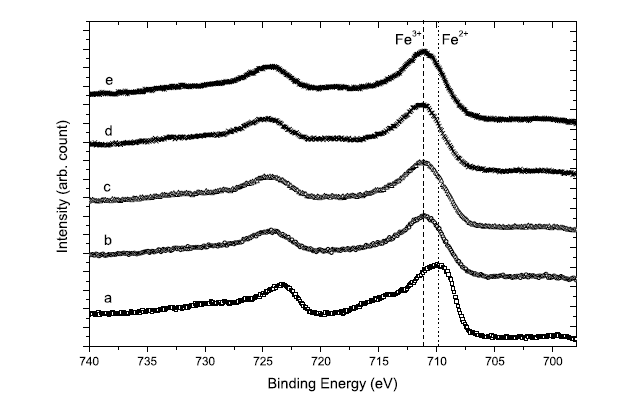 Fe3+ Fe2+
e
d
c
b
a
Intensity (arb. count)
740 735 730 725 720 715 710 705 700
Binding Energy (eV)